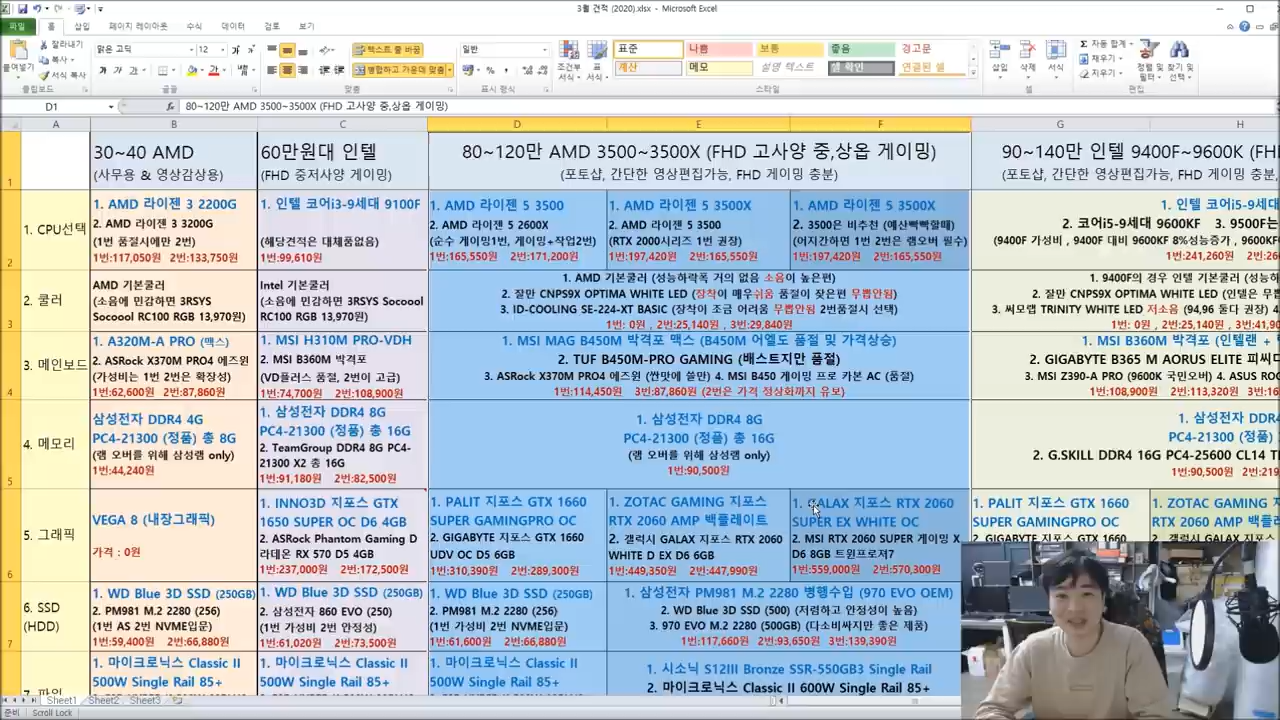 3월 견적 (2020).xlsx - Microsoft Excel
파일 홈 삽입 페이지 레이아웃 수식 데이터 검토 보기
붙여넣기 잘라내기 복사 서식 복사 클립보드
맑은 고딕 12 가 가 가 글꼴
텍스트 줄 바꿈
병합하고 가운데 맞춤 맞춤
일반 표시 형식
조건부 서식 표 서식
표준 나쁨 보통 좋음 경고문
계산 메모 설명 텍스트 셀 확인 연결된 셀
스타일
삽입 삭제 서식 셀
자동 합계 채우기 지우기 정렬 및 필터 찾기 및 선택 편집
D1 fx 80~120만 AMD 3500~3500X (FHD 고사양 중,상옵 게이밍)
A B C D E F G H
1
30~40 AMD
(사무용 & 영상감상용)
60만원대 인텔
(FHD 중저사양 게이밍)
80~120만 AMD 3500~3500X (FHD 고사양 중,상옵 게이밍)
(포토샵, 간단한 영상편집가능, FHD 게이밍 충분)
90~140만 인텔 9400F~9600K (FH
(포토샵, 간단한 영상편집가능, FHD 게이밍
2
1. CPU선택
1. AMD 라이젠 3 2200G
2. AMD 라이젠 3 3200G
(1번 품절시에만 2번)
1번:117,050원 2번:133,750원
1. 인텔 코어i3-9세대 9100F
(해당견적은 대체품없음)
1번:99,610원
1. AMD 라이젠 5 3500
2. AMD 라이젠 5 2600X
(순수 게이밍1번, 게이밍+작업2번)
1번:165,550원 2번:171,200원
1. AMD 라이젠 5 3500X
2. AMD 라이젠 5 3500
(RTX 2000시리즈 1번 권장)
1번:197,420원 2번:165,550원
1. AMD 라이젠 5 3500X
2. 3500은 비추천 (예산빡빡할때)
(어지간하면 1번 2번은 램오버 필수)
1번:197,420원 2번:165,550원
1. 인텔 코어i5-9세대
2. 코어i5-9세대 9600KF 3. 9500F는
(9400F 가성비 , 9400F 대비 9600KF 8%성능증가 , 9600KF
1번:241,260원
3
2. 쿨러
AMD 기본쿨러
(소음에 민감하면 3RSYS
Socoool RC100 RGB 13,970원)
Intel 기본쿨러
(소음에 민감하면 3RSYS Socoool
RC100 RGB 13,970원)
1. AMD 기본쿨러 (성능하락폭 거의 없음 소음이 높은편)
2. 잘만 CNPS9X OPTIMA WHITE LED (장착이 매우쉬움 품절이 잦은편 무뽑안됨)
3. ID-COOLING SE-224-XT BASIC (장착이 조금 어려움 무뽑안됨 2번품절시 선택)
1번: 0원 , 2번:25,140원 , 3번:29,840원
1. 9400F의 경우 인텔 기본쿨러 (성능하
2. 잘만 CNPS9X OPTIMA WHITE LED (인텔은 무뽑
3. 써모랩 TRINITY WHITE LED 저소음 (94,96 둘다 권장)
1번: 0원 , 2번:25,140원 , 3번:41,9
4
3. 메인보드
1. A320M-A PRO (맥스)
2. ASRock X370M PRO4 에즈윈
(가성비는 1번 2번은 확장성)
1번:62,600원 2번:87,860원
1. MSI H310M PRO-VDH
2. MSI B360M 박격포
(VD플러스 품절, 2번이 고급)
1번:74,700원 2번:108,900원
1. MSI MAG B450M 박격포 맥스 (B450M 어엘도 품절 및 가격상승)
2. TUF B450M-PRO GAMING (배스트지만 품절)
3. ASRock X370M PRO4 에즈윈 (싼맛에 쓸만) 4. MSI B450 게이밍 프로 카본 AC (품절)
1번:114,450원 3번:87,860원 (2번은 가격 정상화까지 유보)
1. MSI B360M 박격포 (인텔랜 +
2. GIGABYTE B365 M AORUS ELITE 피씨디
3. MSI Z390-A PRO (9600K 국민오버) 4. ASUS ROG
1번:108,900원 2번:113,320원 3번:16
5
4. 메모리
삼성전자 DDR4 4G
PC4-21300 (정품) 총 8G
(램 오버를 위해 삼성램 only)
1번:44,240원
1. 삼성전자 DDR4 8G
PC4-21300 (정품) 총 16G
2. TeamGroup DDR4 8G PC4-
21300 X2 총 16G
1번:91,180원 2번:82,500원
1. 삼성전자 DDR4 8G
PC4-21300 (정품) 총 16G
(램 오버를 위해 삼성램 only)
1번:90,500원
1. 삼성전자 DDR4
PC4-21300 (정품)
2. G.SKILL DDR4 16G PC4-25600 CL14 TR
1번:90,500원 2번:219
6
5. 그래픽
VEGA 8 (내장그래픽)
가격 : 0원
1. INNO3D 지포스 GTX
1650 SUPER OC D6 4GB
2. ASRock Phantom Gaming D
라데온 RX 570 D5 4GB
1번:237,000원 2번:172,500원
1. PALIT 지포스 GTX 1660
SUPER GAMINGPRO OC
2. GIGABYTE 지포스 GTX 1660
UDV OC D5 6GB
1번:310,390원 2번:289,300원
1. ZOTAC GAMING 지포스
RTX 2060 AMP 백플레이트
2. 갤럭시 GALAX 지포스 RTX 2060
WHITE D EX D6 6GB
1번:449,350원 2번:447,990원
1. GALAX 지포스 RTX 2060
SUPER EX WHITE OC
2. MSI RTX 2060 SUPER 게이밍 X
D6 8GB 트윈프로져7
1번:559,000원 2번:570,300원
1. PALIT 지포스 GTX 1660
SUPER GAMINGPRO OC
2. GIGABYTE 지포스 GTX 1660
1. ZOTAC GAMING
RTX 2060 AMP 백
2. 갤럭시 GALAX 지포스
7
6. SSD
(HDD)
1. WD Blue 3D SSD (250GB)
2. PM981 M.2 2280 (256)
(1번 AS 2번 NVME입문)
1번:59,400원 2번:66,880원
1. WD Blue 3D SSD (250GB)
2. 삼성전자 860 EVO (250)
(1번 가성비 2번 안정성)
1번:61,020원 2번:73,500원
1. WD Blue 3D SSD (250GB)
2. PM981 M.2 2280 (256)
(1번 가성비 2번 NVME입문)
1번:61,600원 2번:66,880원
1. 삼성전자 PM981 M.2 2280 병행수입 (970 EVO OEM)
2. WD Blue 3D SSD (500) (저렴하고 안정성이 높음)
3. 970 EVO M.2 2280 (500GB) (다소비싸지만 좋은 제품)
1번:117,660원 2번:93,650원 3번:139,390원
7. 파워
1. 마이크로닉스 Classic II
500W Single Rail 85+
1. 마이크로닉스 Classic II
500W Single Rail 85+
1. 마이크로닉스 Classic II
500W Single Rail 85+
1. 시소닉 S12III Bronze SSR-550GB3 Single Rail
2. 마이크로닉스 Classic II 600W Single Rail 85+
Sheet1 Sheet2 Sheet3
준비 Scroll Lock